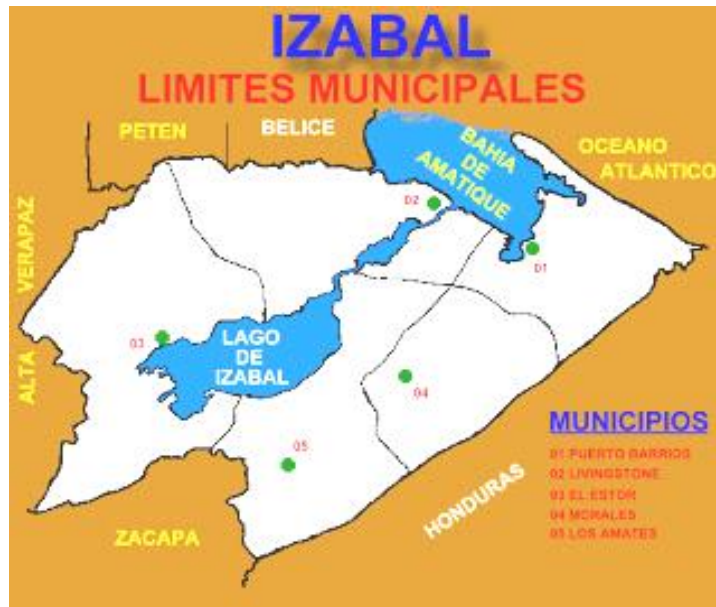 IZABAL
LIMITES MUNICIPALES
PETEN
BELICE
BAHIA
DE
AMATIQUE
OCEANO
ATLANTICO
ALTA VERAPAZ
02
01
03
LAGO
DE
IZABAL
04
05
MUNICIPIOS
01 PUERTO BARRIOS
02 LIVINGSTONE
03 EL ESTOR
04 MORALES
05 LOS AMATES
HONDURAS
ZACAPA